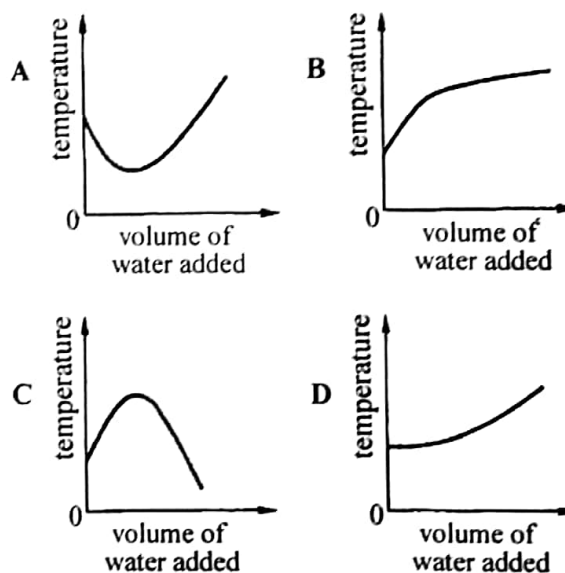 A
temperature
0
volume of
water added
B
temperature
0
volume of
water added
C
temperature
0
volume of
water added
D
temperature
0
volume of
water added